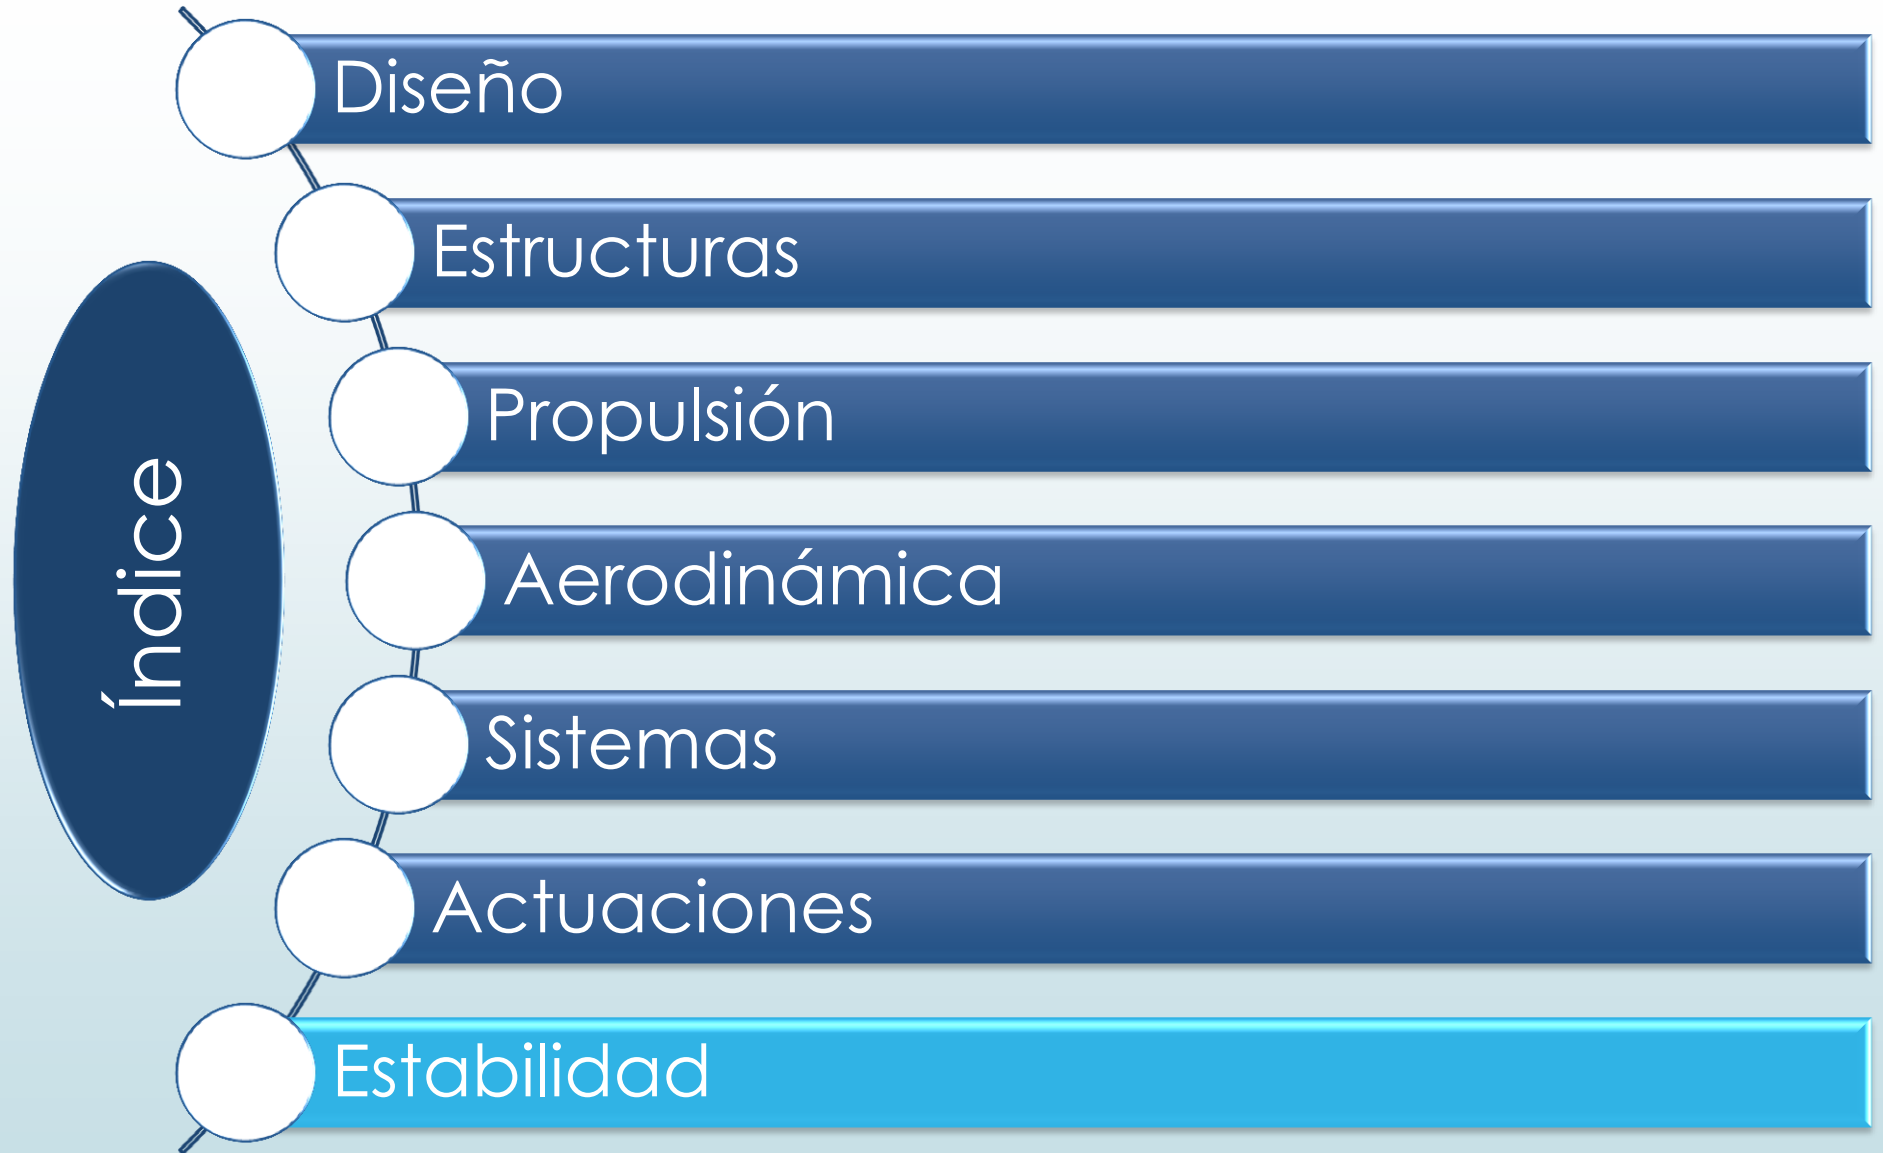 Índice
Diseño
Estructuras
Propulsión
Aerodinámica
Sistemas
Actuaciones
Estabilidad